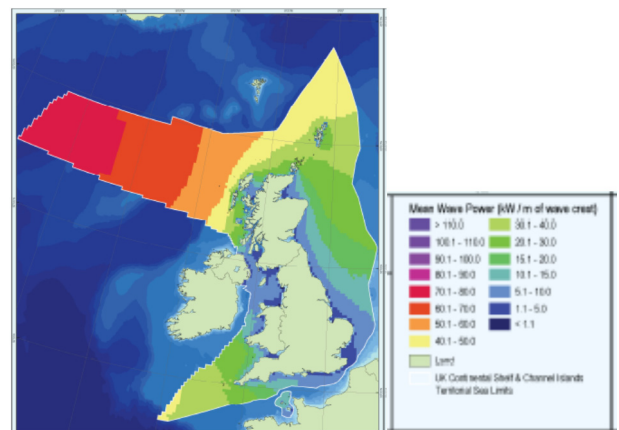 Mean Wave Power (kW / m of wave crest)
> 110.0
100.1 - 110.0
90.1 - 100.0
80.1 - 90.0
70.1 - 80.0
60.1 - 70.0
50.1 - 60.0
40.1 - 50.0
30.1 - 40.0
20.1 - 30.0
15.1 - 20.0
10.1 - 15.0
5.1 - 10.0
1.1 - 5.0
< 1.1
Land
UK Continental Shelf & Channel Islands
Territorial Sea Limits